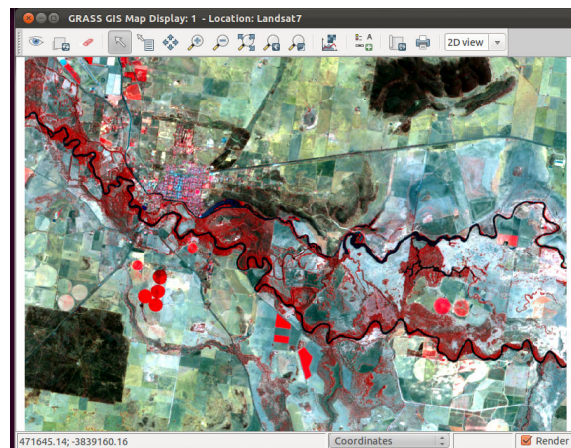 GRASS GIS Map Display: 1 - Location: Landsat7
2D view
471645.14; -3839160.16
Coordinates
Render